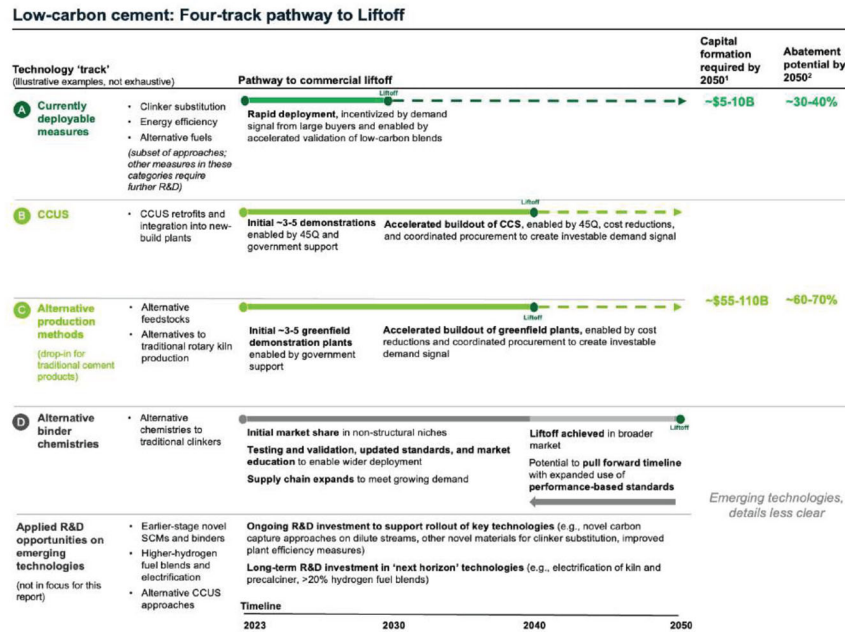 Low-carbon cement: Four-track pathway to Liftoff
Technology ‘track’
(illustrative examples, not exhaustive)
Pathway to commercial liftoff
Capital
formation
required by
2050¹
Abatement
potential by
2050²
A Currently
deployable
measures
• Clinker substitution
• Energy efficiency
• Alternative fuels
(subset of approaches;
other measures in these
categories require
further R&D)
Liftoff
Rapid deployment, incentivized by demand
signal from large buyers and enabled by
accelerated validation of low-carbon blends
~$5-10B
~30-40%
B CCUS
• CCUS retrofits and
integration into new-
build plants
Liftoff
Initial ~3-5 demonstrations
enabled by 45Q and
government support
Accelerated buildout of CCS, enabled by 45Q, cost reductions,
and coordinated procurement to create investable demand signal
C Alternative
production
methods
(drop-in for
traditional cement
products)
• Alternative
feedstocks
• Alternatives to
traditional rotary kiln
production
Liftoff
Initial ~3-5 greenfield
demonstration plants
enabled by government
support
Accelerated buildout of greenfield plants, enabled by cost
reductions and coordinated procurement to create investable
demand signal
~$55-110B
~60-70%
D Alternative
binder
chemistries
• Alternative
chemistries to
traditional clinkers
Liftoff
Initial market share in non-structural niches
Testing and validation, updated standards, and market
education to enable wider deployment
Supply chain expands to meet growing demand
Liftoff achieved in broader
market
Potential to pull forward timeline
with expanded use of
performance-based standards
Emerging technologies,
details less clear
Applied R&D
opportunities on
emerging
technologies
(not in focus for this
report)
• Earlier-stage novel
SCMs and binders
• Higher-hydrogen
fuel blends and
electrification
• Alternative CCUS
approaches
Ongoing R&D investment to support rollout of key technologies (e.g., novel carbon
capture approaches on dilute streams, other novel materials for clinker substitution, improved
plant efficiency measures)
Long-term R&D investment in ‘next horizon’ technologies (e.g., electrification of kiln and
precalciner, >20% hydrogen fuel blends)
Timeline
2023
2030
2040
2050